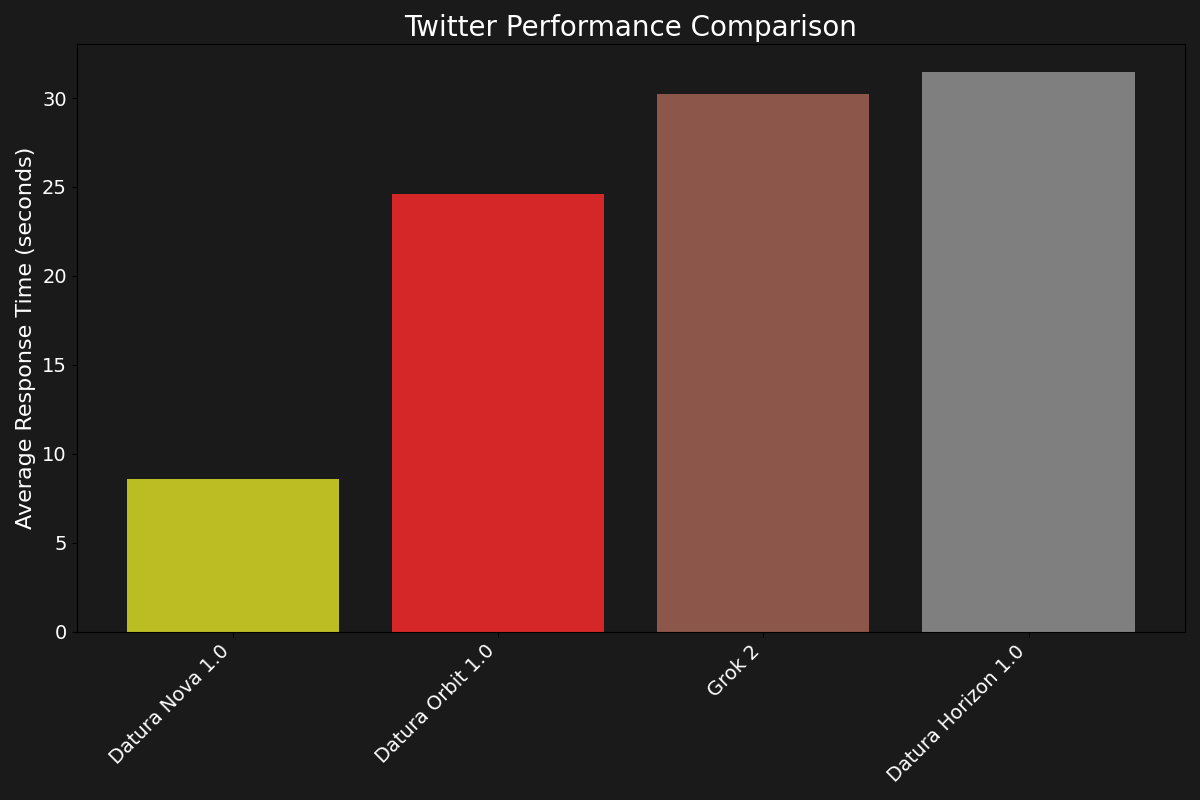 Twitter Performance Comparison
Average Response Time (seconds)
30
25
20
15
10
5
0
Datura Nova 1.0
Datura Orbit 1.0
Grok 2
Datura Horizon 1.0